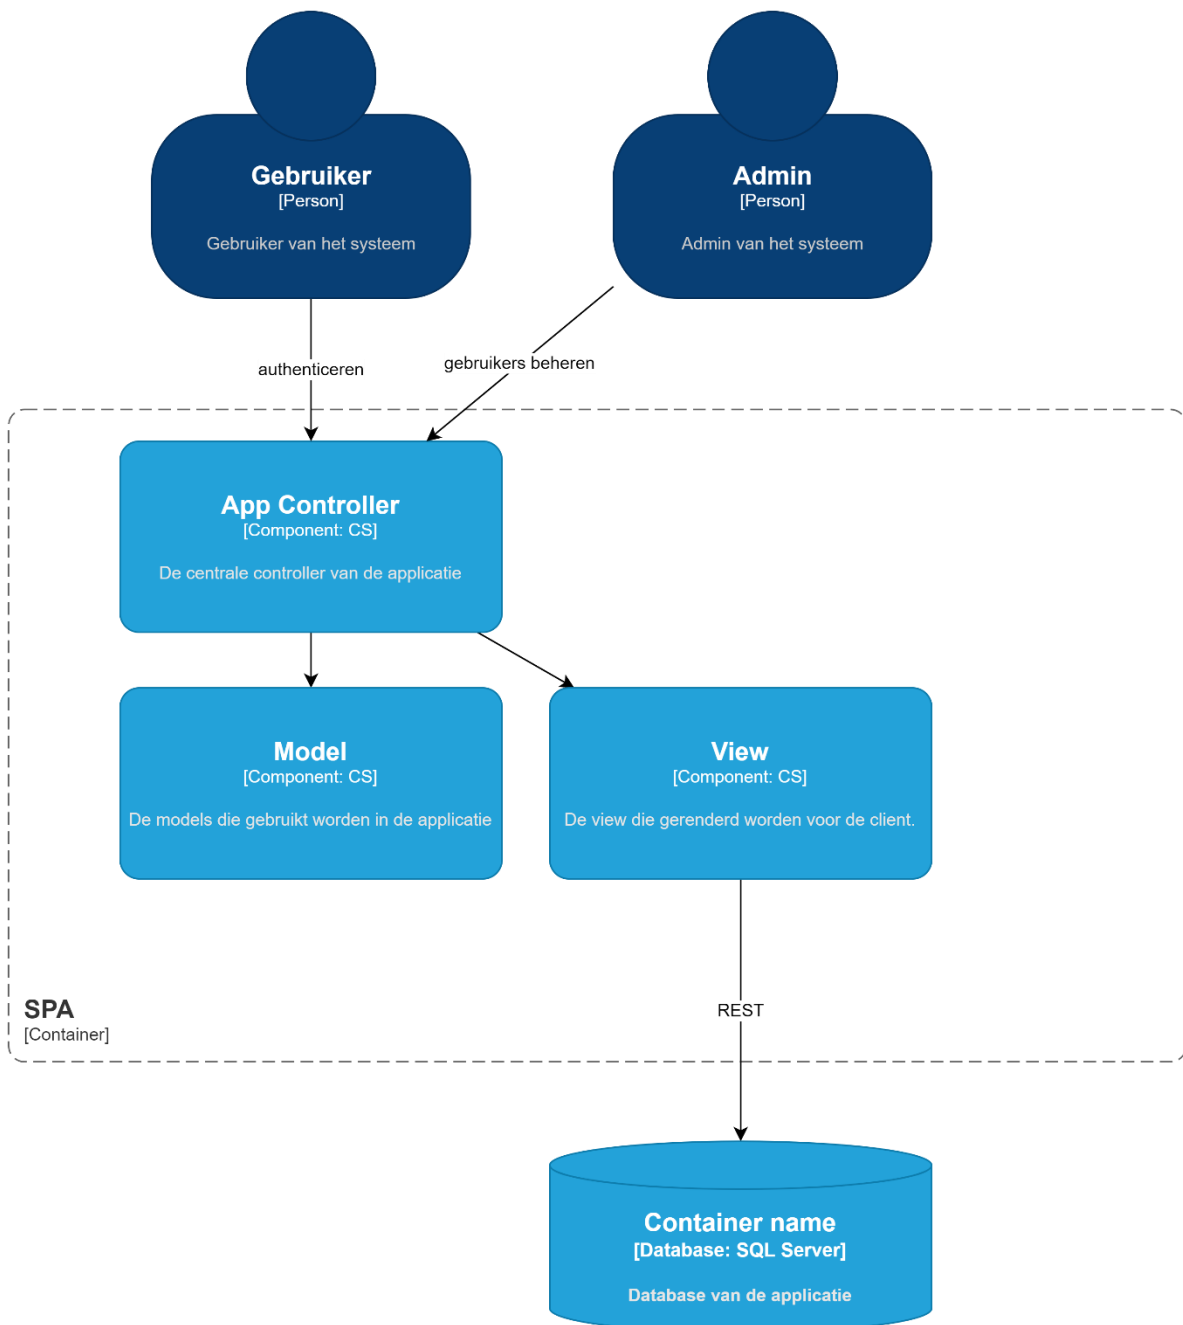 Gebruiker
[Person]
Gebruiker van het systeem
Admin
[Person]
Admin van het systeem
authenticeren
gebruikers beheren
App Controller
[Component: CS]
De centrale controller van de applicatie
Model
[Component: CS]
De models die gebruikt worden in de applicatie
View
[Component: CS]
De view die gerenderd worden voor de client.
SPA
[Container]
REST
Container name
[Database: SQL Server]
Database van de applicatie